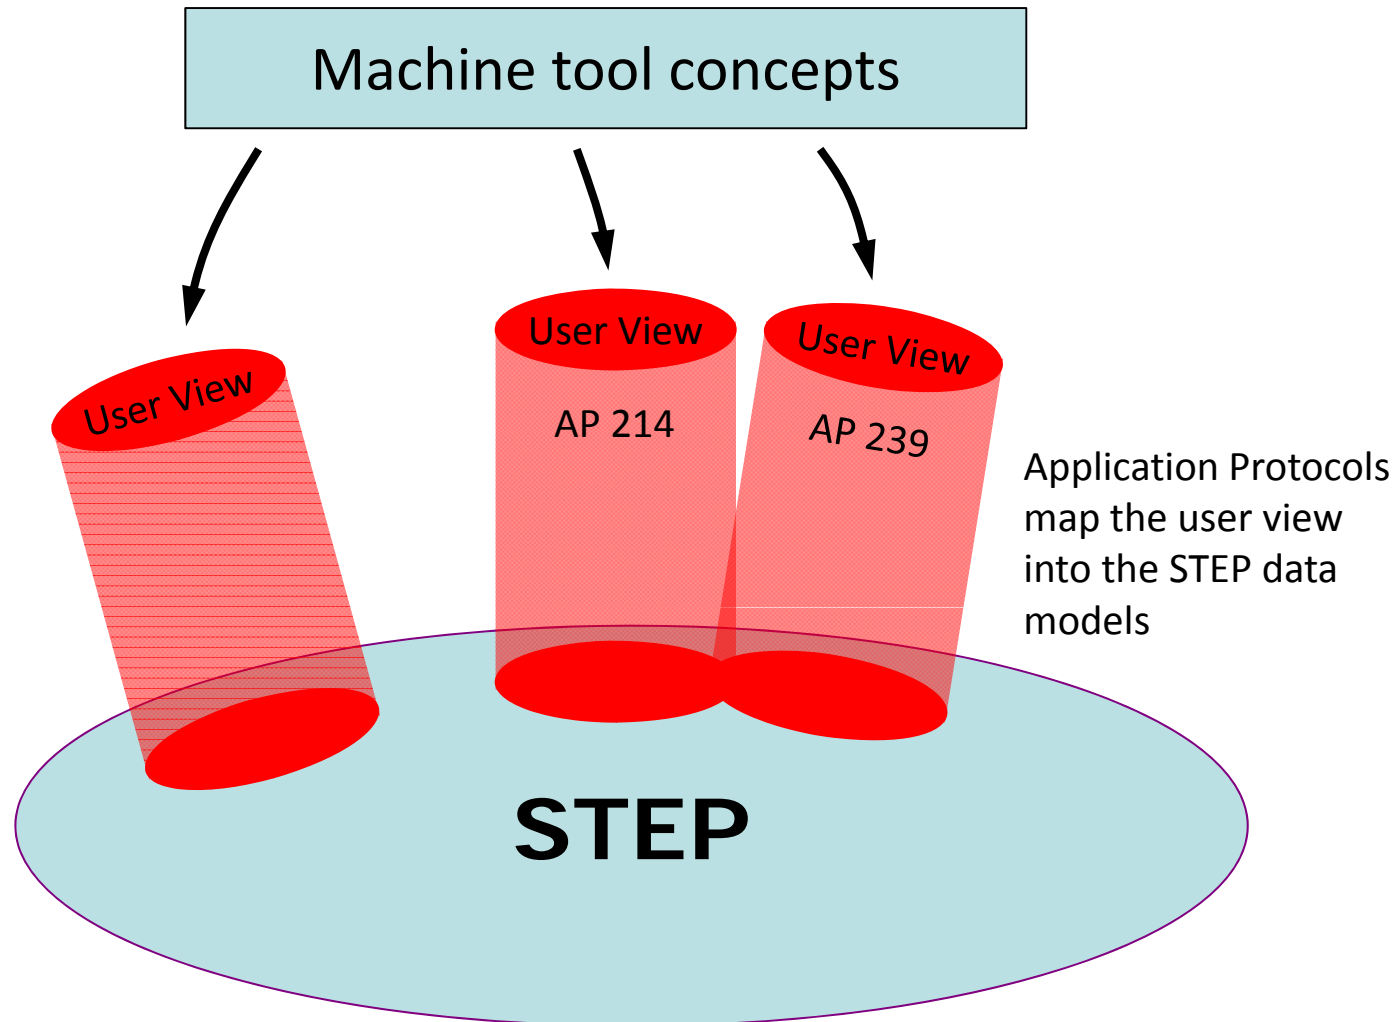 Machine tool concepts
User View
User View
User View
AP 214
AP 239
Application Protocols
map the user view
into the STEP data
models
STEP